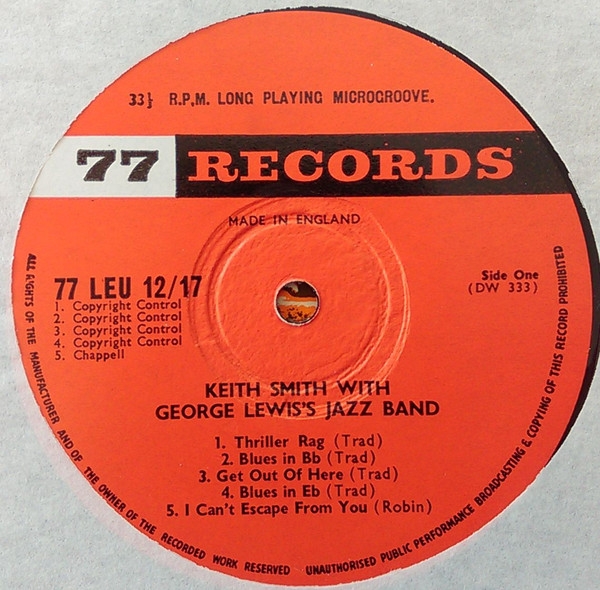 33⅓ R.P.M. LONG PLAYING MICROGROOVE.
77 RECORDS
MADE IN ENGLAND
77 LEU 12/17
1. Copyright Control
2. Copyright Control
3. Copyright Control
4. Copyright Control
5. Chappell
Side One
(DW 333)
KEITH SMITH WITH
GEORGE LEWIS'S JAZZ BAND
1. Thriller Rag (Trad)
2. Blues in Bb (Trad)
3. Get Out Of Here (Trad)
4. Blues in Eb (Trad)
5. I Can't Escape From You (Robin)
ALL RIGHTS OF THE MANUFACTURER AND OF THE OWNER OF THE RECORDED WORK RESERVED UNAUTHORISED PUBLIC PERFORMANCE BROADCASTING & COPYING OF THIS RECORD PROHIBITED